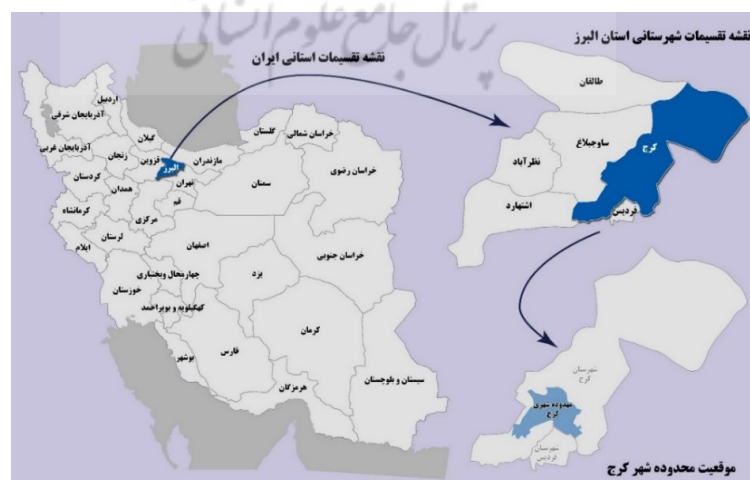 پرتال جامع علوم انسانی
نقشه تقسیمات استانی ایران
اردبیل
آذربایجان شرقی
آذربایجان غربی
گیلان
زنجان
قزوین
البرز
مازندران
گلستان
خراسان شمالی
خراسان رضوی
سمنان
تهران
قم
کردستان
همدان
مرکزی
کرمانشاه
لرستان
ایلام
اصفهان
خراسان جنوبی
یزد
چهارمحال وبختیاری
خوزستان
کهکیلویه و بویراحمد
کرمان
فارس
بوشهر
هرمزگان
سیستان و بلوچستان
نقشه تقسیمات شهرستانی استان البرز
طالقان
ساوجبلاغ
کرج
نظرآباد
اشتهارد
فردیس
شهرستان
کرج
مهدوده شهری
کرج
شهرستان
فردیس
موقعیت محدوده شهر کرج